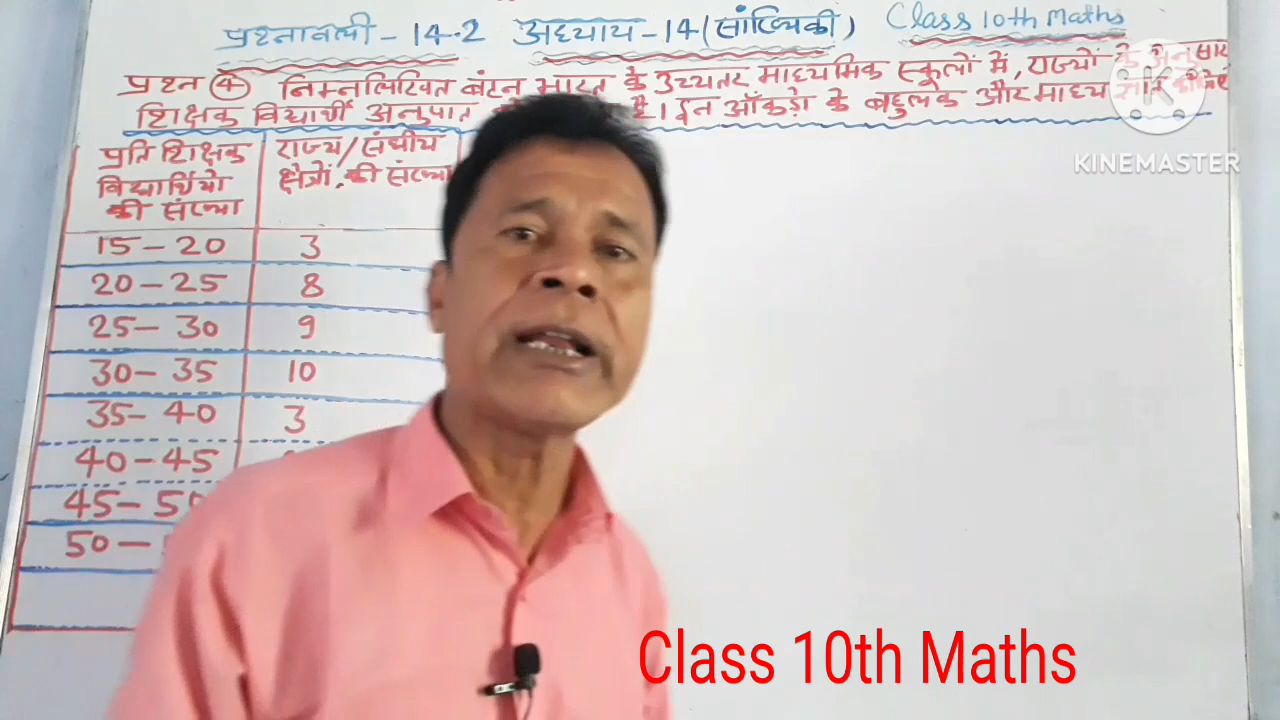 प्रश्नावली - 14.2 अध्याय - 14 (सांख्यिकी) Class 10th Maths
प्रश्न ④ निम्नलिखित बंटन भारत के उच्चतर माध्यमिक स्कूलों में, राज्यों के अनुसार
शिक्षक विद्यार्थी अनुपात है। इन आँकड़ो के बहुलक और माध्य
KINEMASTER
प्रति शिक्षक विद्यार्थियो की संख्या
राज्य/संघीय क्षेत्रों की संख्या
15 - 20 3
20 - 25 8
25 - 30 9
30 - 35 10
35 - 40 3
40 - 45
45 -
50 -
Class 10th Maths